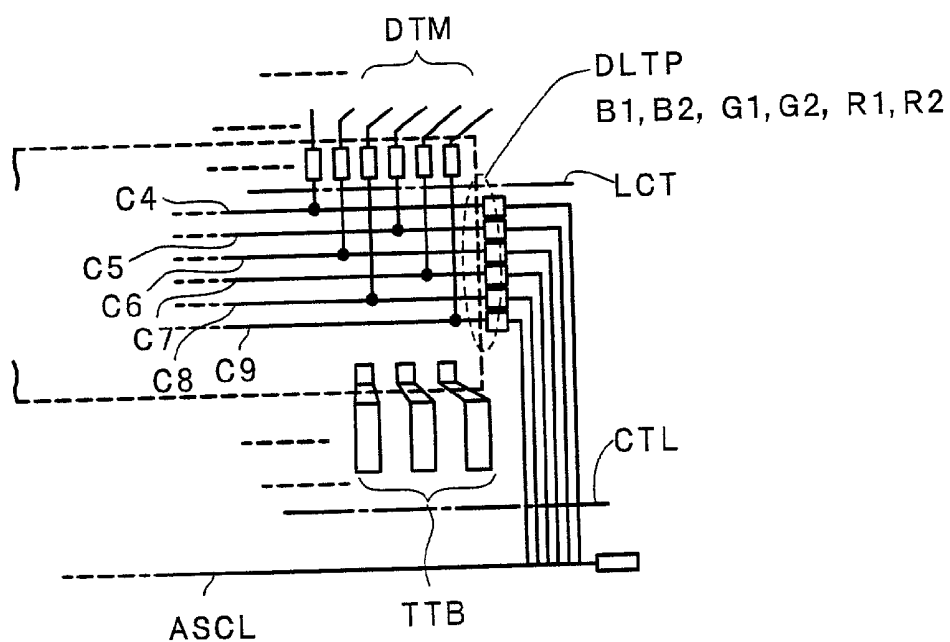 DTM
DLTP
B1, B2, G1, G2, R1, R2
LCT
C4
C5
C6
C7
C8
C9
CTL
ASCL
TTB